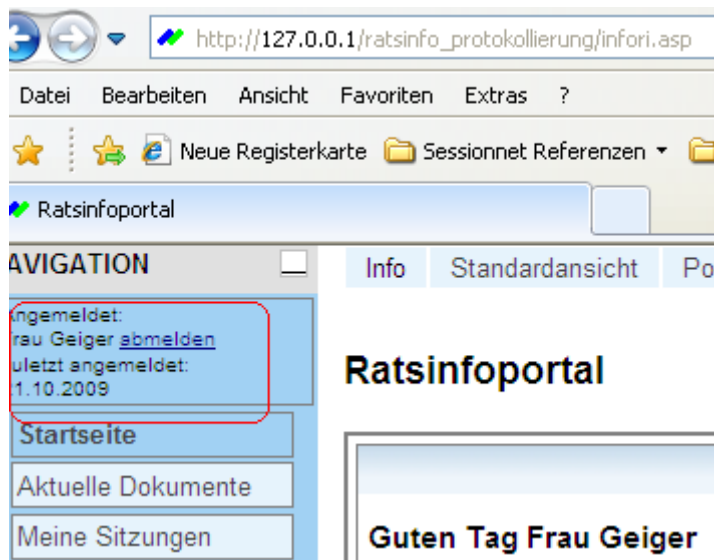 http://127.0.0.1/ratsinfo_protokollierung/infori.asp
Datei Bearbeiten Ansicht Favoriten Extras ?
Neue Registerkarte Sessionnet Referenzen
Ratsinfoportal
AVIGATION
Info Standardansicht Po
Angemeldet:
rau Geiger abmelden
uletzt angemeldet:
1.10.2009
Ratsinfoportal
Startseite
Aktuelle Dokumente
Meine Sitzungen
Guten Tag Frau Geiger